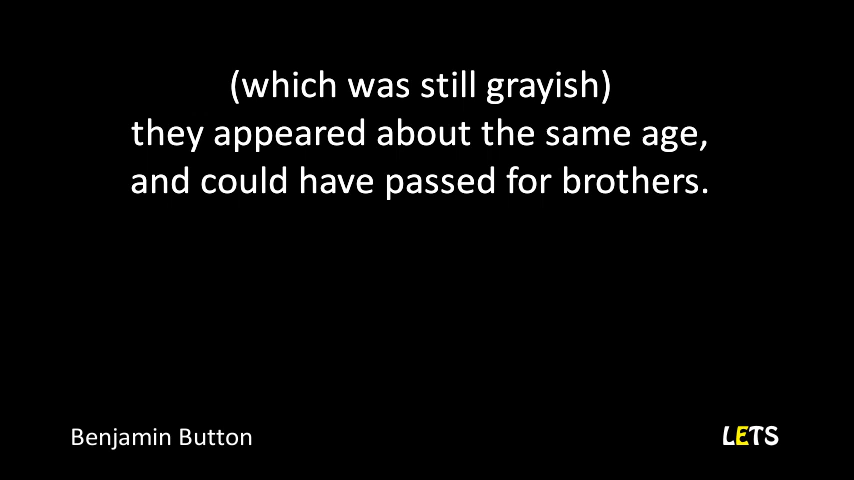 (which was still grayish)
they appeared about the same age,
and could have passed for brothers.
Benjamin Button
LETS